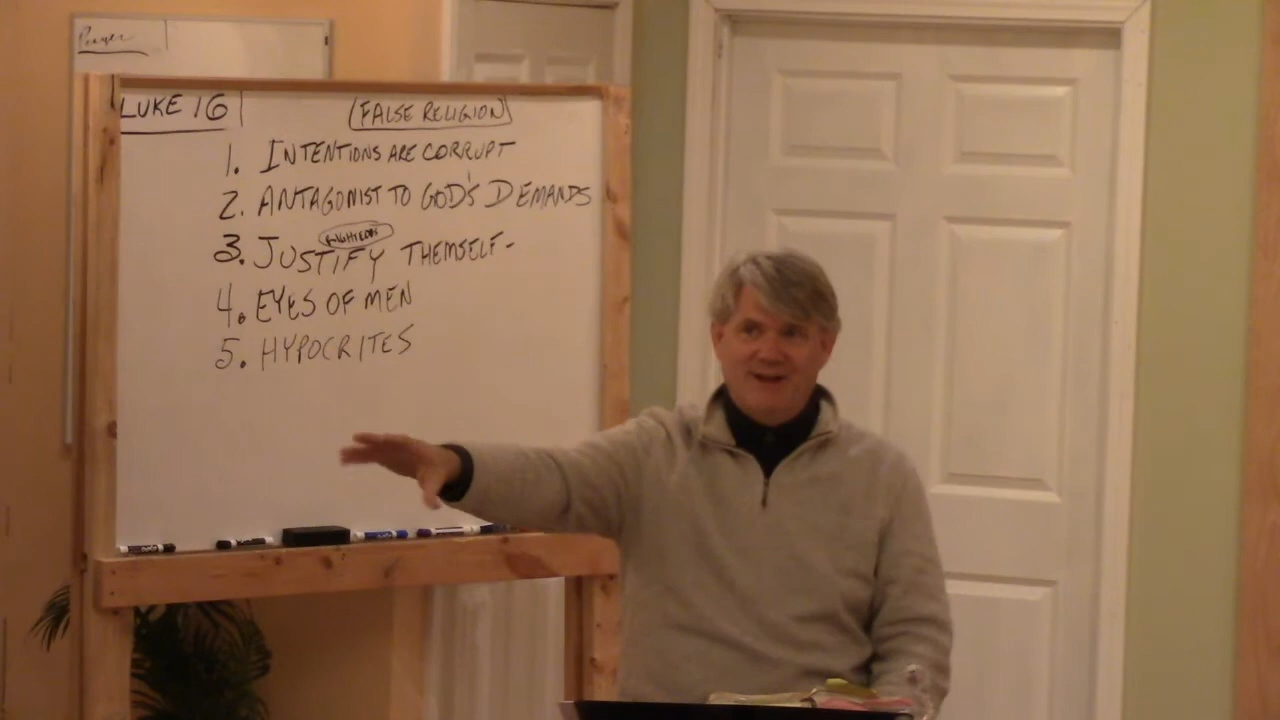 Prayer
LUKE 16
(FALSE RELIGION)
1. INTENTIONS ARE CORRUPT
2. ANTAGONIST TO GOD'S DEMANDS
RIGHTEOUS
3. JUSTIFY THEMSELF-
4. EYES OF MEN
5. HYPOCRITES